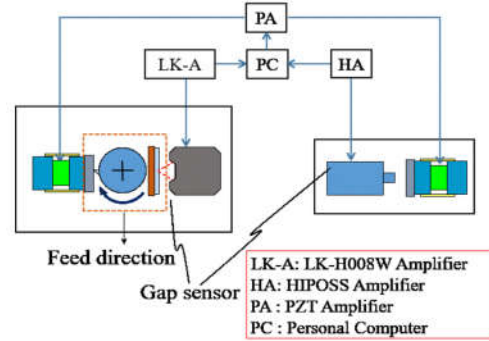 PA
LK-A
PC
HA
Feed direction
Gap sensor
LK-A: LK-H008W Amplifier
HA: HIPOSS Amplifier
PA : PZT Amplifier
PC : Personal Computer